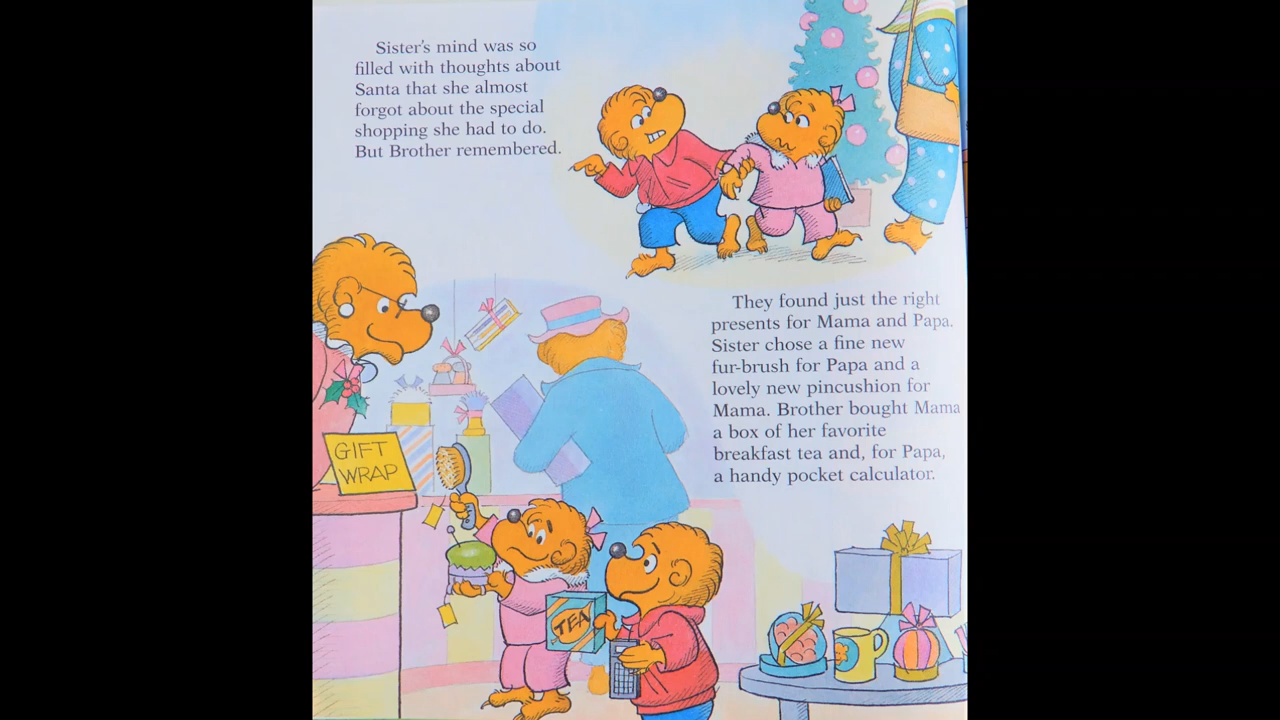 Sister's mind was so
filled with thoughts about
Santa that she almost
forgot about the special
shopping she had to do.
But Brother remembered.
They found just the right
presents for Mama and Papa.
Sister chose a fine new
fur-brush for Papa and a
lovely new pincushion for
Mama. Brother bought Mama
a box of her favorite
breakfast tea and, for Papa,
a handy pocket calculator.
GIFT
WRAP
TEA